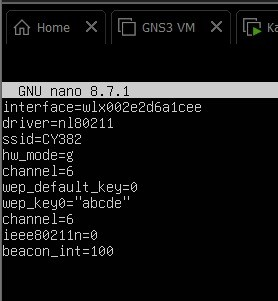 Home
GNS3 VM
Ka
GNU nano 8.7.1
interface=wlx002e2d6a1cee
driver=nl80211
ssid=CY382
hw_mode=g
channel=6
wep_default_key=0
wep_key0="abcde"
channel=6
ieee80211n=0
beacon_int=100